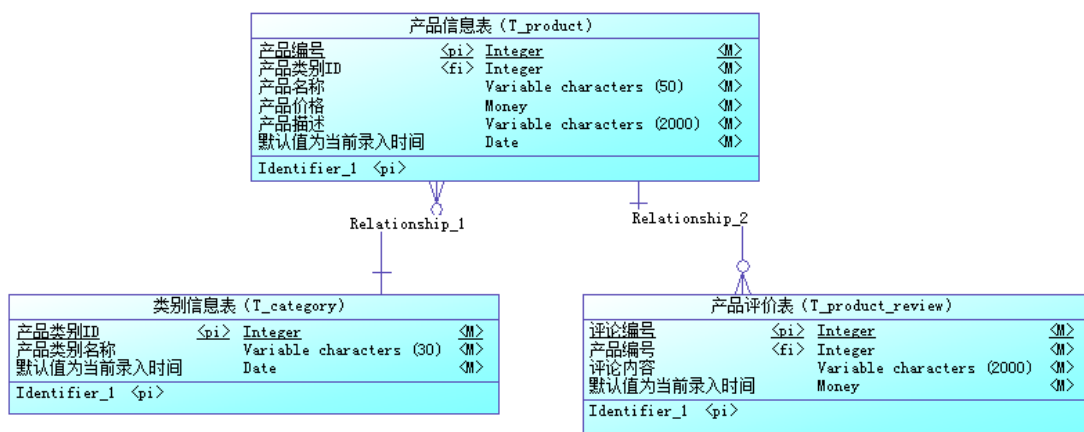 产品信息表 (T_product)
产品编号 <pi> Integer <M>
产品类别ID <fi> Integer <M>
产品名称 Variable characters (50) <M>
产品价格 Money <M>
产品描述 Variable characters (2000) <M>
默认值为当前录入时间 Date <M>
Identifier_1 <pi>
Relationship_1
Relationship_2
类别信息表 (T_category)
产品类别ID <pi> Integer <M>
产品类别名称 Variable characters (30) <M>
默认值为当前录入时间 Date <M>
Identifier_1 <pi>
产品评价表 (T_product_review)
评论编号 <pi> Integer <M>
产品编号 <fi> Integer <M>
评论内容 Variable characters (2000) <M>
默认值为当前录入时间 Money <M>
Identifier_1 <pi>